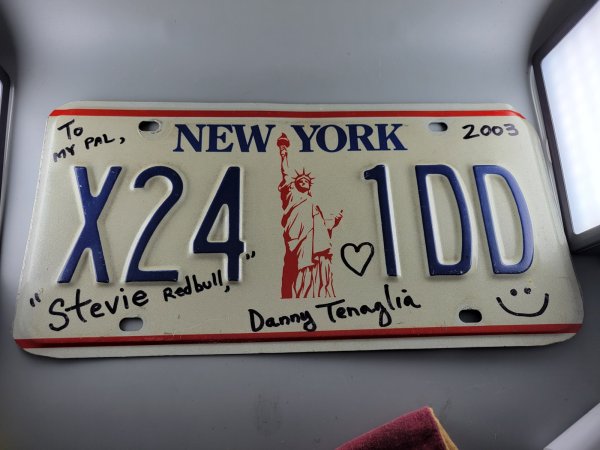 To
MY PAL,
NEW YORK
2003
X24 1DD
"Stevie Redbull,"
Danny Tenaglia